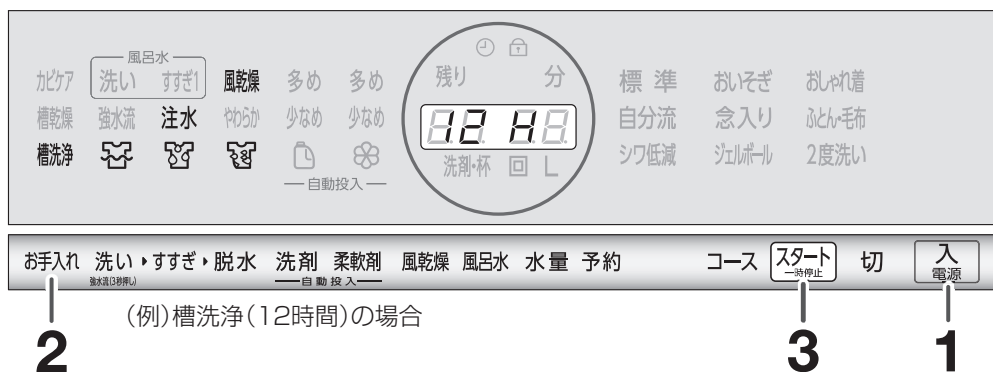 風呂水
カビケア 洗い すすぎ1 風乾燥 多め 多め 残り 分 標準 おいそぎ おしゃれ着
槽乾燥 強水流 注水 やわらか 少なめ 少なめ 12 H 自分流 念入り ふとん・毛布
槽洗浄 洗剤・杯 回 L シワ低減 ジェルボール 2度洗い
自動投入
お手入れ 洗い すすぎ 脱水 洗剤 柔軟剤 風乾燥 風呂水 水量 予約 コース スタート 切 入
強水流(3秒押し) 自動投入 一時停止 電源
(例)槽洗浄(12時間)の場合
2 3 1